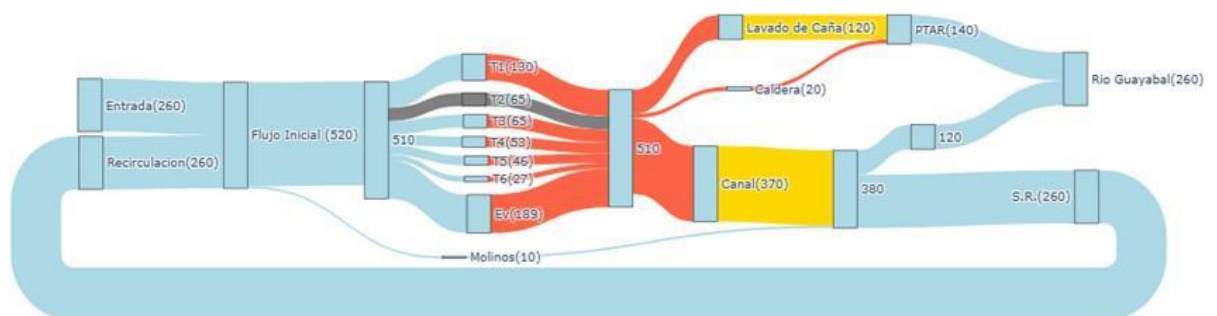 Entrada(260)
Recirculacion(260)
Flujo Inicial (520)
510
T1(130)
T2(65)
T3(65)
T4(53)
T5(46)
T6(27)
Ev(189)
Molinos(10)
510
Lavado de Caña(120)
Caldera(20)
Canal(370)
PTAR(140)
120
380
Rio Guayabal(260)
S.R.(260)